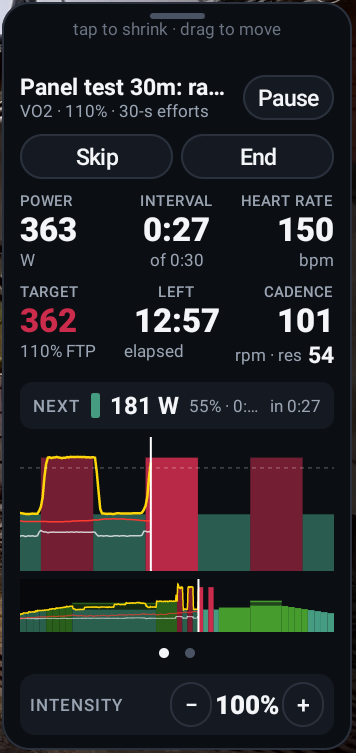 tap to shrink · drag to move
Panel test 30m: ra…
VO2 · 110% · 30-s efforts
Pause
Skip
End
POWER
363
W
INTERVAL
0:27
of 0:30
HEART RATE
150
bpm
TARGET
362
110% FTP
LEFT
12:57
elapsed
CADENCE
101
rpm · res 54
NEXT 181 W 55% · 0:… in 0:27
INTENSITY − 100% +